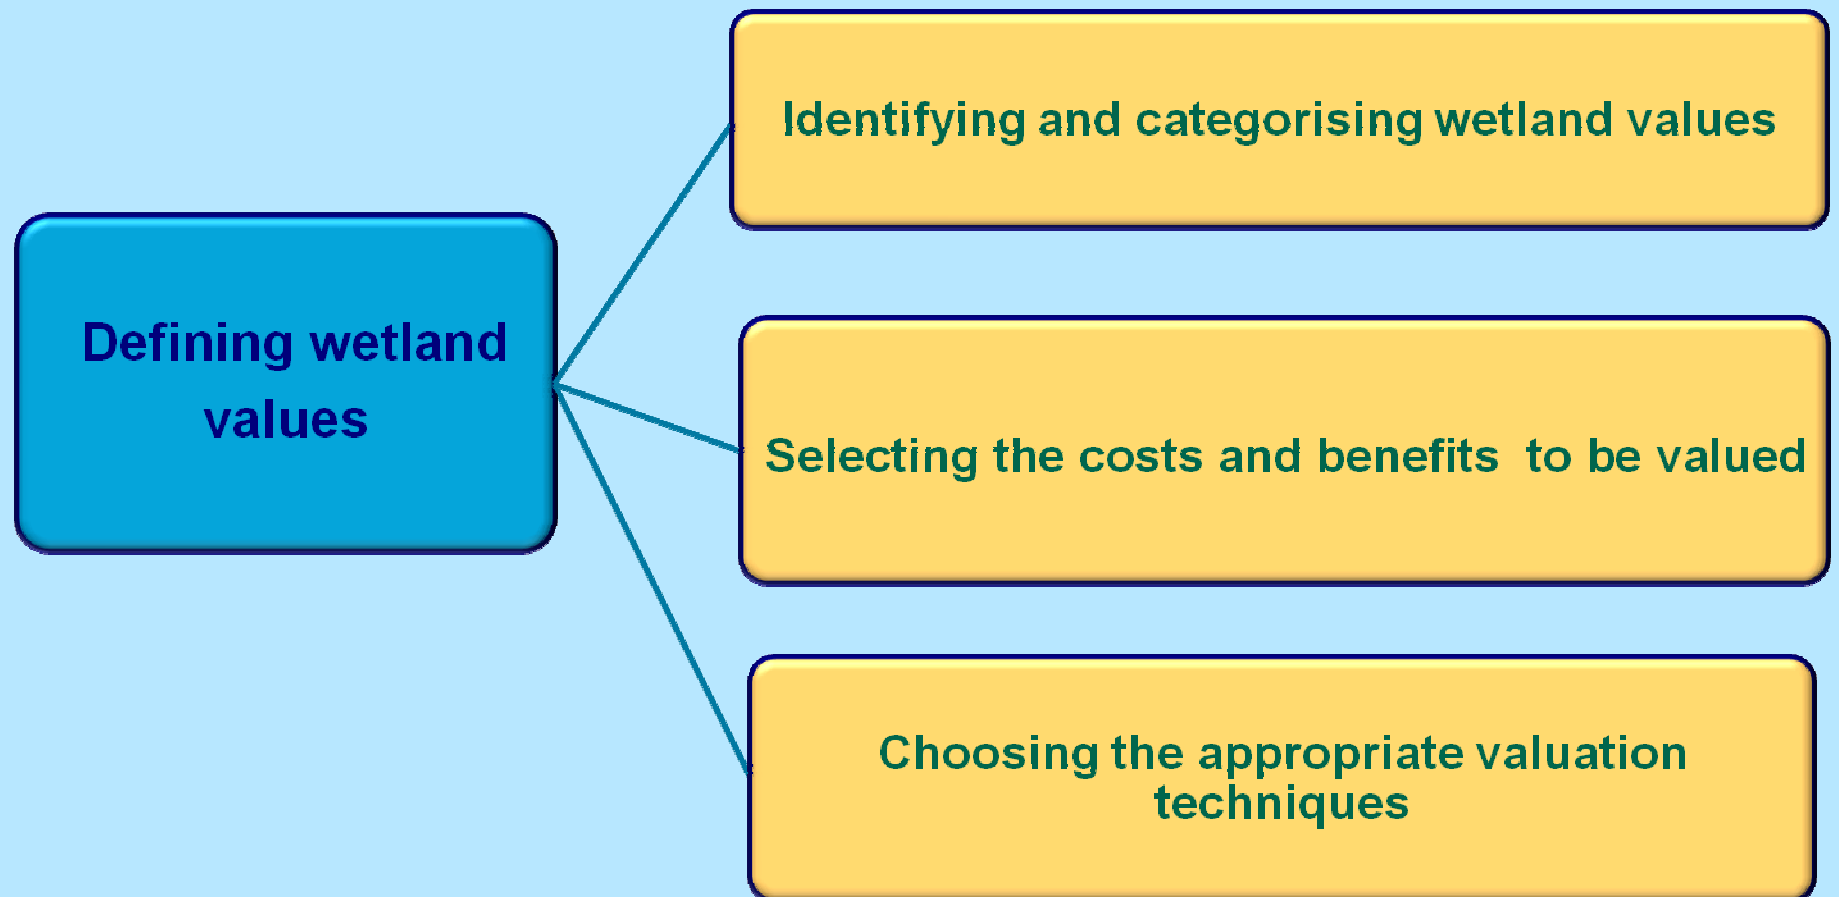 Identifying and categorising wetland values
Defining wetland
values
Selecting the costs and benefits  to be valued
Choosing the appropriate valuation
techniques